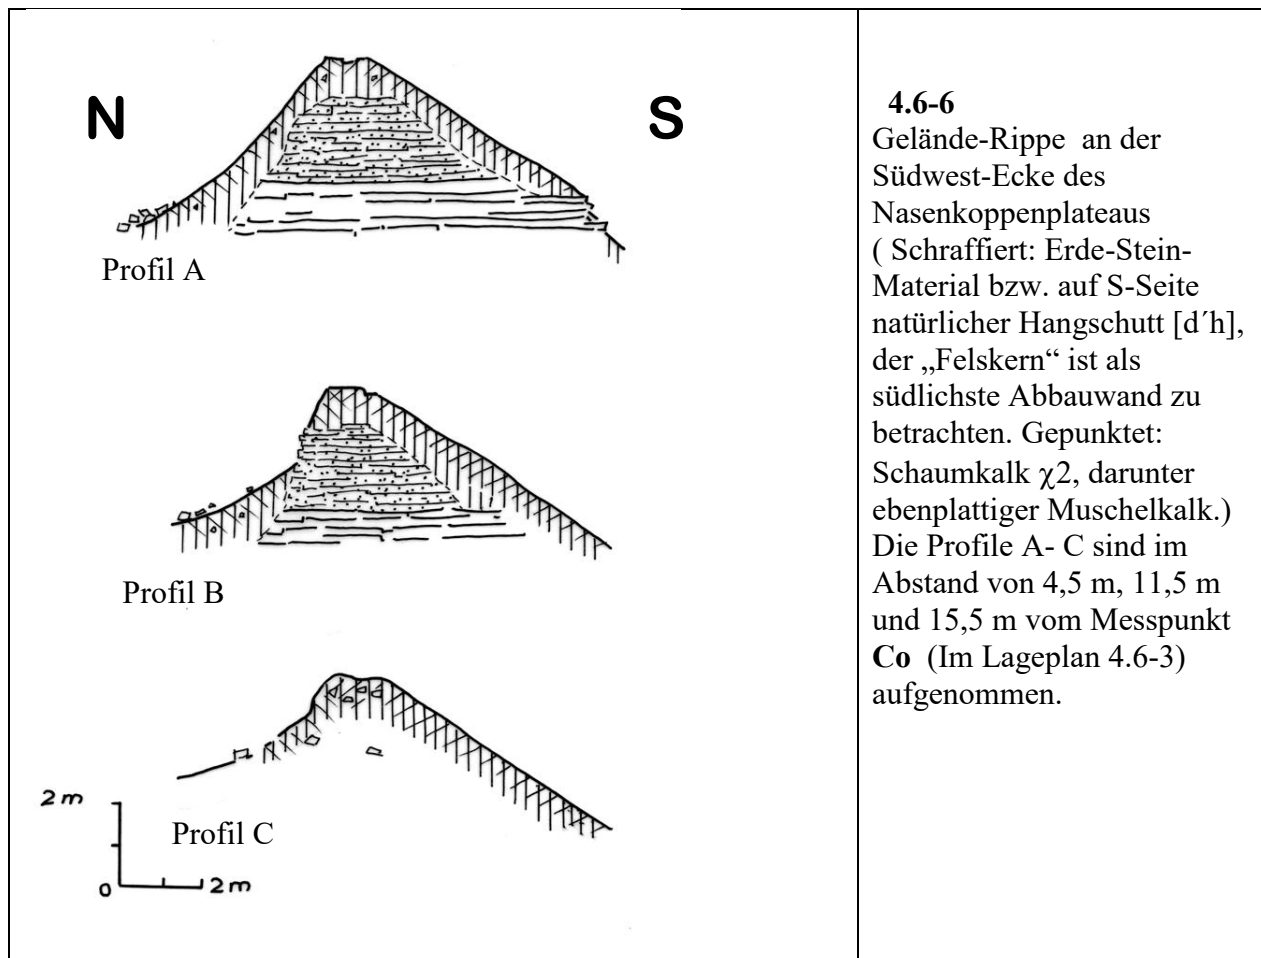 N
S
Profil A
Profil B
2 m
Profil C
0
2 m
4.6-6
Gelände-Rippe an der
Südwest-Ecke des
Nasenkoppenplateaus
( Schraffiert: Erde-Stein-
Material bzw. auf S-Seite
natürlicher Hangschutt [d´h],
der „Felskern“ ist als
südlichste Abbauwand zu
betrachten. Gepunktet:
Schaumkalk χ2, darunter
ebenplattiger Muschelkalk.)
Die Profile A- C sind im
Abstand von 4,5 m, 11,5 m
und 15,5 m vom Messpunkt
Co (Im Lageplan 4.6-3)
aufgenommen.